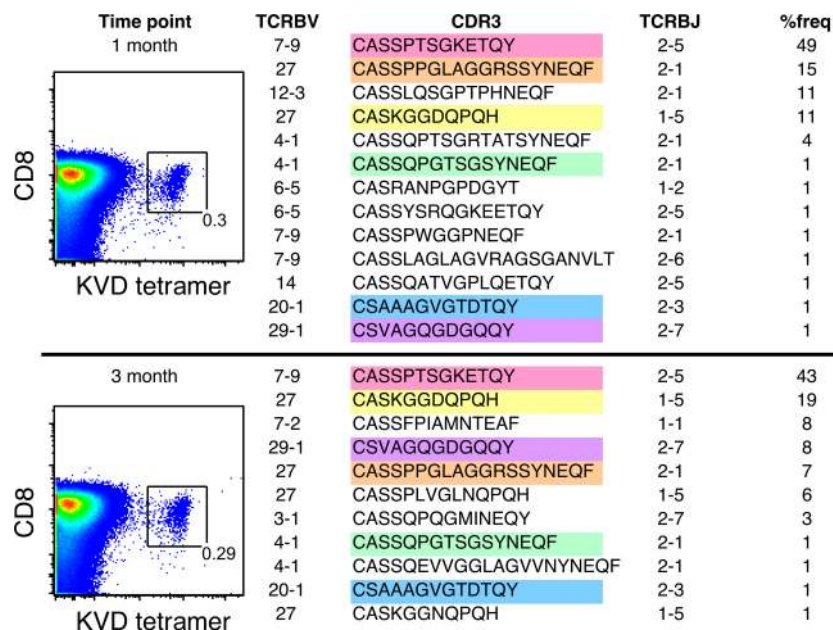 Time point TCRBV CDR3 TCRBJ %freq
1 month 7-9 CASSPTSGKETQY 2-5 49
27 CASSPPGLAGGRSSYNEQF 2-1 15
12-3 CASSLQSGPTPHNEQF 2-1 11
27 CASKGGDQPQH 1-5 11
4-1 CASSQPTSGRTATSYNEQF 2-1 4
4-1 CASSQPGTSGSYNEQF 2-1 1
6-5 CASRANPGPDGYT 1-2 1
6-5 CASSYSRQGKEETQY 2-5 1
7-9 CASSPWGGPNEQF 2-1 1
7-9 CASSLAGLAGVRAGSGANVLT 2-6 1
14 CASSQATVGPLQETQY 2-5 1
20-1 CSAAAGVGTDTQY 2-3 1
29-1 CSVAGQGDGQQY 2-7 1
CD8
0.3
KVD tetramer
3 month 7-9 CASSPTSGKETQY 2-5 43
27 CASKGGDQPQH 1-5 19
7-2 CASSFPIAMNTEAF 1-1 8
29-1 CSVAGQGDGQQY 2-7 8
27 CASSPPGLAGGRSSYNEQF 2-1 7
27 CASSPLVGLNQPQH 1-5 6
3-1 CASSQPQGMINEQY 2-7 3
4-1 CASSQPGTSGSYNEQF 2-1 1
4-1 CASSQEVVGGLAGVVNYNEQF 2-1 1
20-1 CSAAAGVGTDTQY 2-3 1
27 CASKGGNQPQH 1-5 1
CD8
0.29
KVD tetramer